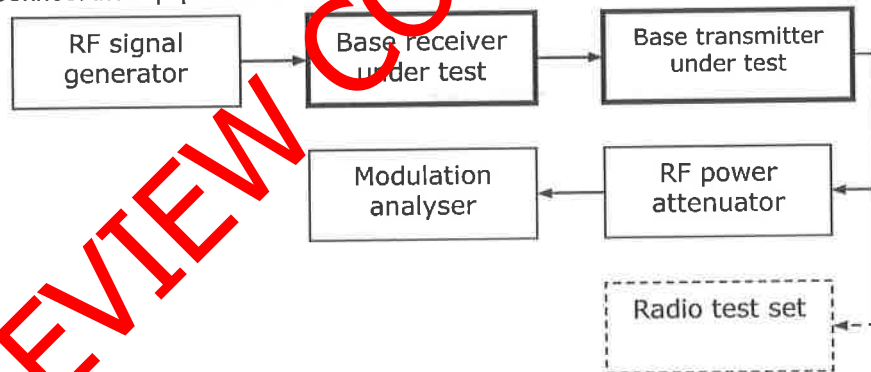 RF signal
generator
Base receiver
under test
Base transmitter
under test
Modulation
analyser
RF power
attenuator
Radio test set
EVIEW CO